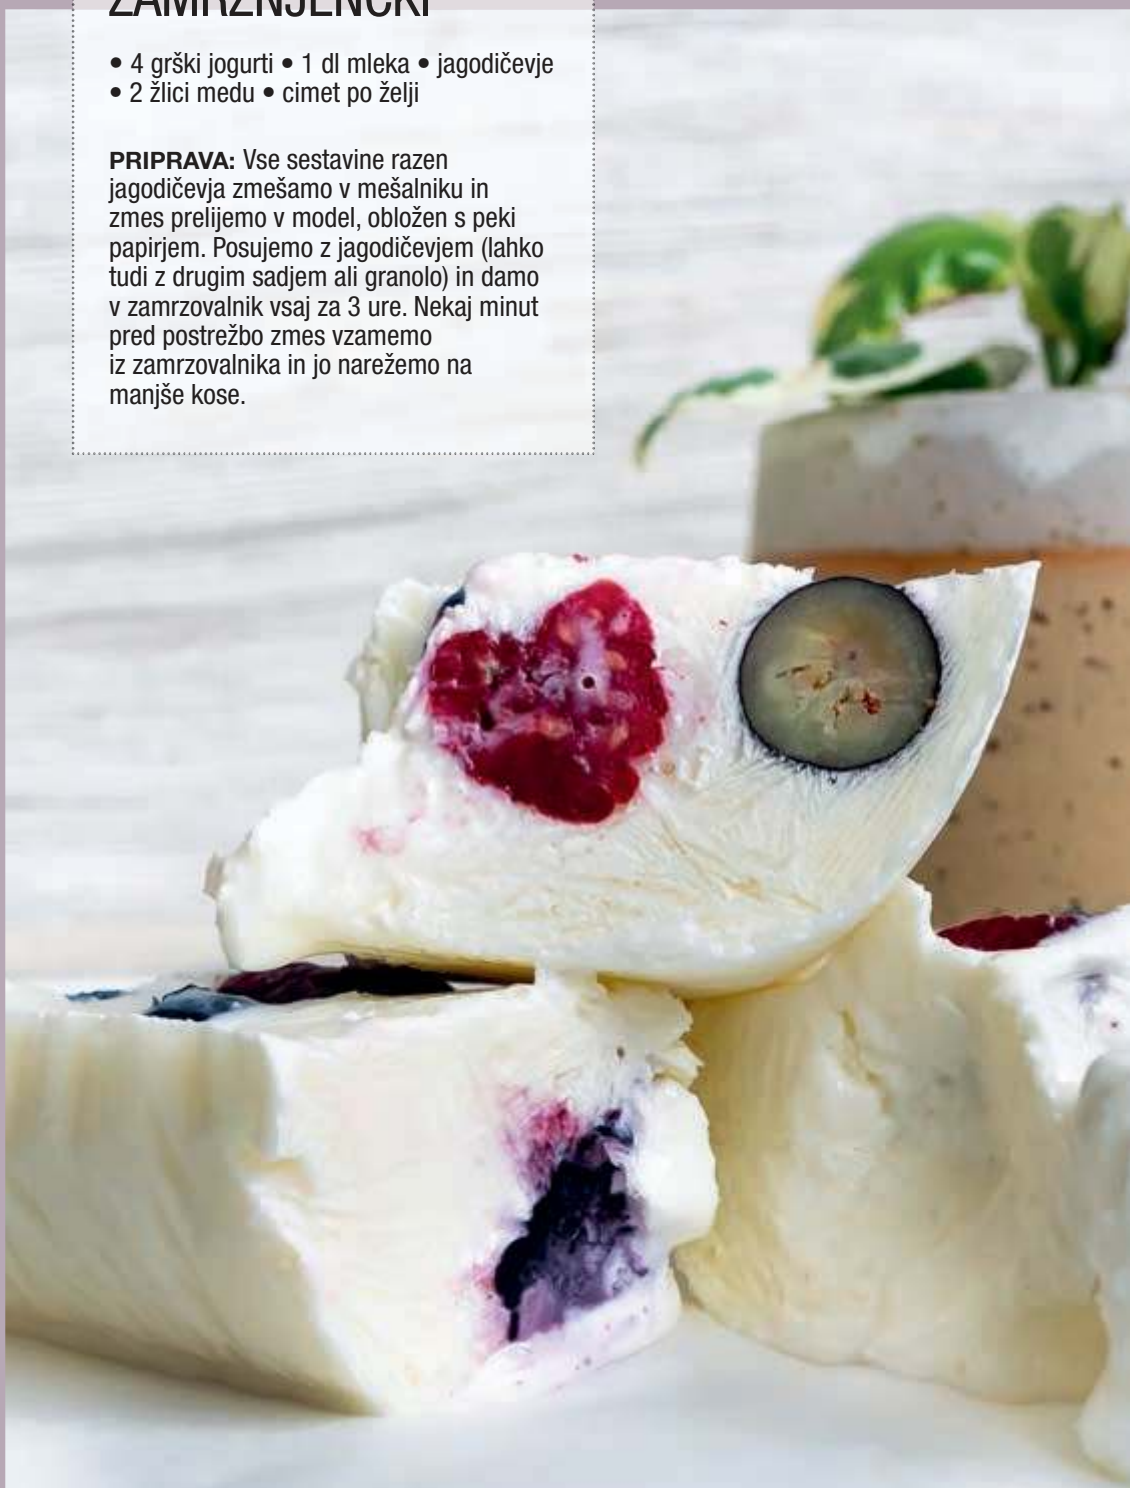 ZAMRZNJENČKI
• 4 grški jogurti • 1 dl mleka • jagodičevje
• 2 žlici medu • cimet po želji
PRIPRAVA: Vse sestavine razen
jagodičevja zmešamo v mešalniku in
zmes prelijemo v model, obložen s peki
papirjem. Posujemo z jagodičevjem (lahko
tudi z drugim sadjem ali granolo) in damo
v zamrzovalnik vsaj za 3 ure. Nekaj minut
pred postrežbo zmes vzamemo
iz zamrzovalnika in jo narežemo na
manjše kose.